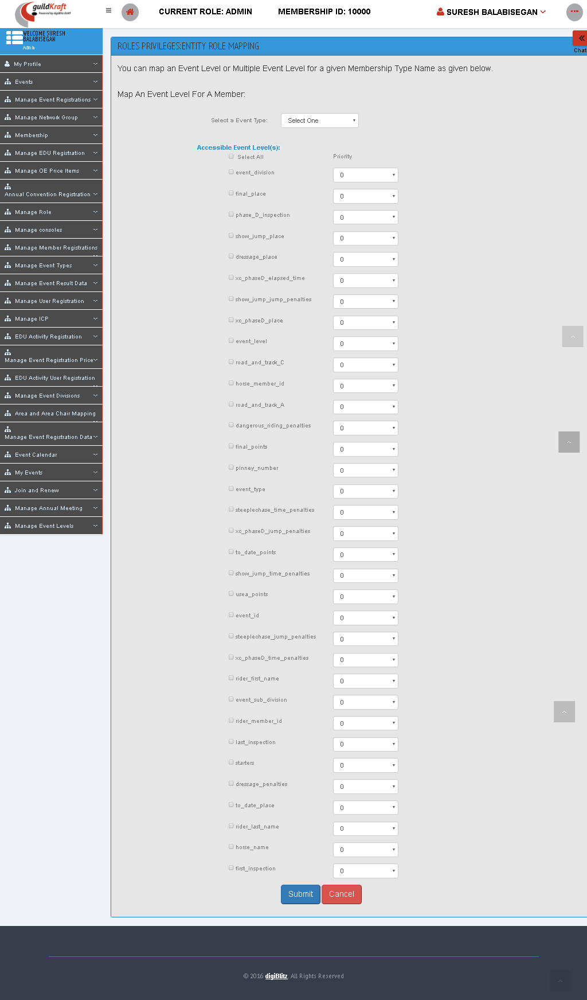 guildKraft
Powered by digiBlitz ELMT
CURRENT ROLE: ADMIN
MEMBERSHIP ID: 10000
SURESH BALABISEGAN
WELCOME SURESH
BALABISEGAN
Admin
Chat
My Profile
Events
Manage Event Registrations
Manage Network Group
Membership
Manage EDU Registration
Manage OE Price Items
Annual Convention Registration
Manage Role
Manage consoles
Manage Member Registrations
Manage Event Types
Manage Event Result Data
Manage User Registration
Manage ICP
EDU Activity Registration
Manage Event Registration Price
EDU Activity User Registration
Manage Event Divisions
Area and Area Chair Mapping
Manage Event Registration Data
Event Calendar
My Events
Join and Renew
Manage Annual Meeting
Manage Event Levels
ROLES PRIVILEGES:ENTITY ROLE MAPPING
You can map an Event Level or Multiple Event Level for a given Membership Type Name as given below.
Map An Event Level For A Member:
Select a Event Type: Select One
Accessible Event Level(s):
Select All Priority
event_division 0
final_place 0
phase_D_inspection 0
show_jump_place 0
dressage_place 0
xc_phaseD_elapsed_time 0
show_jump_jump_penalties 0
xc_phaseD_place 0
event_level 0
road_and_track_C 0
horse_member_id 0
road_and_track_A 0
dangerous_riding_penalties 0
final_points 0
pinney_number 0
event_type 0
steeplechase_time_penalties 0
xc_phaseD_jump_penalties 0
to_date_points 0
show_jump_time_penalties 0
usea_points 0
event_id 0
steeplechase_jump_penalties 0
xc_phaseD_time_penalties 0
rider_first_name 0
event_sub_division 0
rider_member_id 0
last_inspection 0
starters 0
dressage_penalties 0
to_date_place 0
rider_last_name 0
horse_name 0
first_inspection 0
Submit Cancel
© 2016 digiBlitz. All Rights Reserved